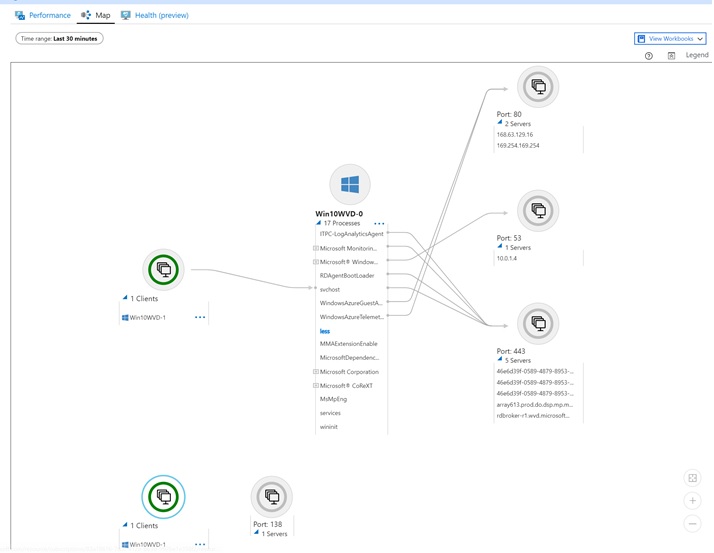 Performance
Map
Health (preview)
Time range: Last 30 minutes
View Workbooks
Legend
Port: 80
2 Servers
168.63.129.16
169.254.169.254
Win10WVD-0
17 Processes
ITPC-LogAnalyticsAgent
Microsoft Monitorin...
Microsoft® Window...
RDAgentBootLoader
svchost
WindowsAzureGuestA...
WindowsAzureTelemet...
less
MMAExtensionEnable
MicrosoftDependenc...
Microsoft Corporation
Microsoft® CoReXT
MsMpEng
services
wininit
Port: 53
1 Servers
10.0.1.4
1 Clients
Win10WVD-1
Port: 443
5 Servers
46e6d39f-0589-4879-8953-...
46e6d39f-0589-4879-8953-...
46e6d39f-0589-4879-8953-...
array613.prod.do.dsp.mp.m...
rdbroker-r1.wvd.microsoft...
1 Clients
Win10WVD-1
Port: 138
1 Servers